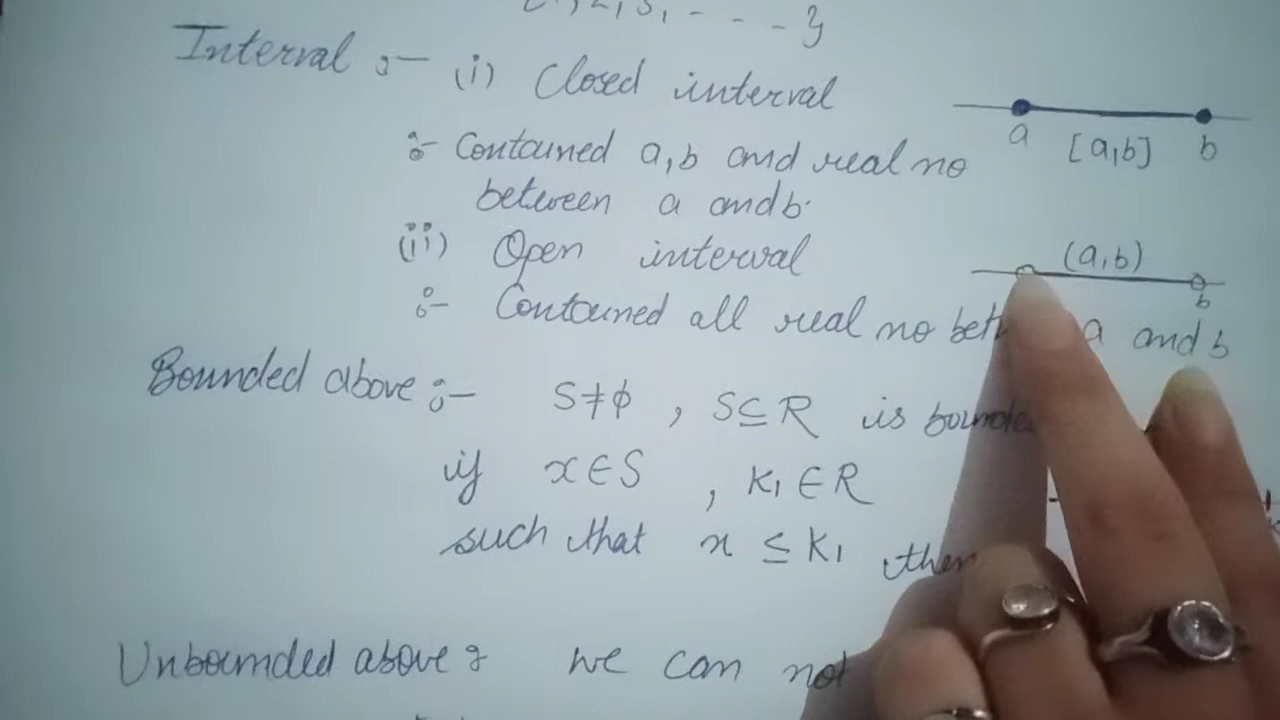 Interval :- (i) Closed interval
:- Contained a,b and real no
between a and b.
a [a,b] b
(ii) Open interval
(a,b)
b
:- Contained all real no a and b
Bounded above :- S≠ϕ , S⊆R is
if x∈S , K₁∈R
such that x ≤ K₁ then
Unbounded above : we can not